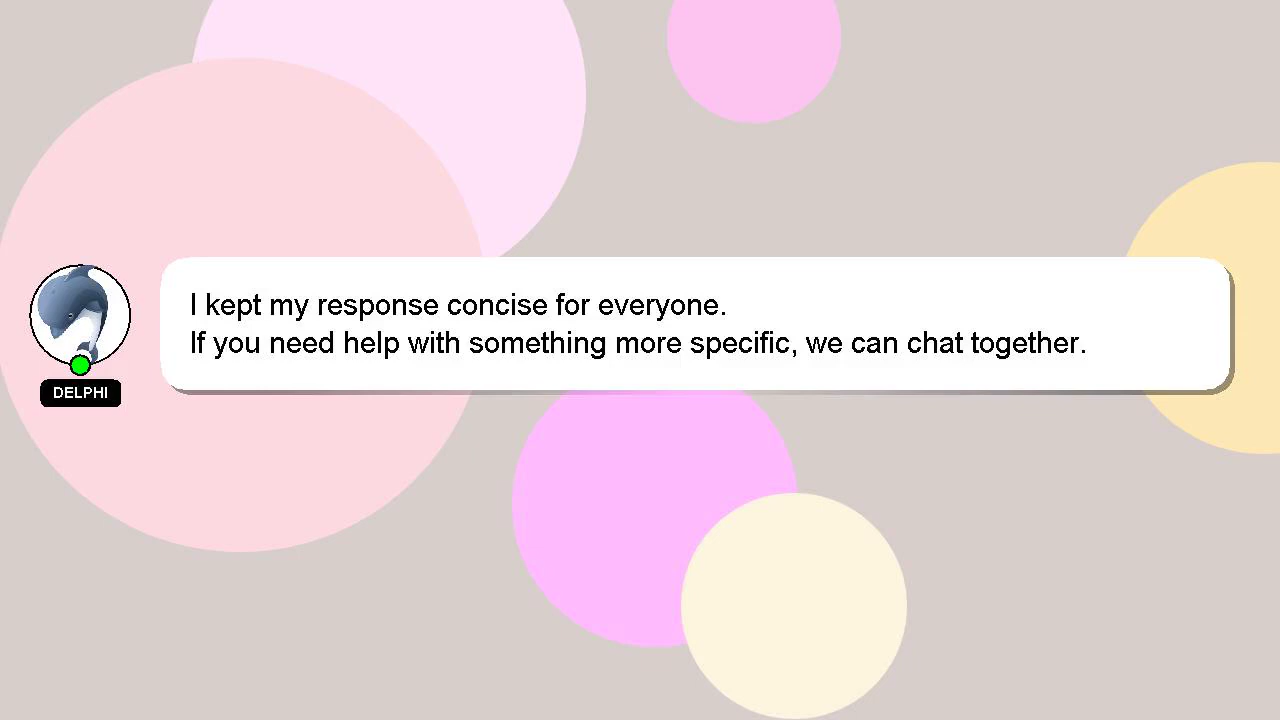 I kept my response concise for everyone.
If you need help with something more specific, we can chat together.
DELPHI